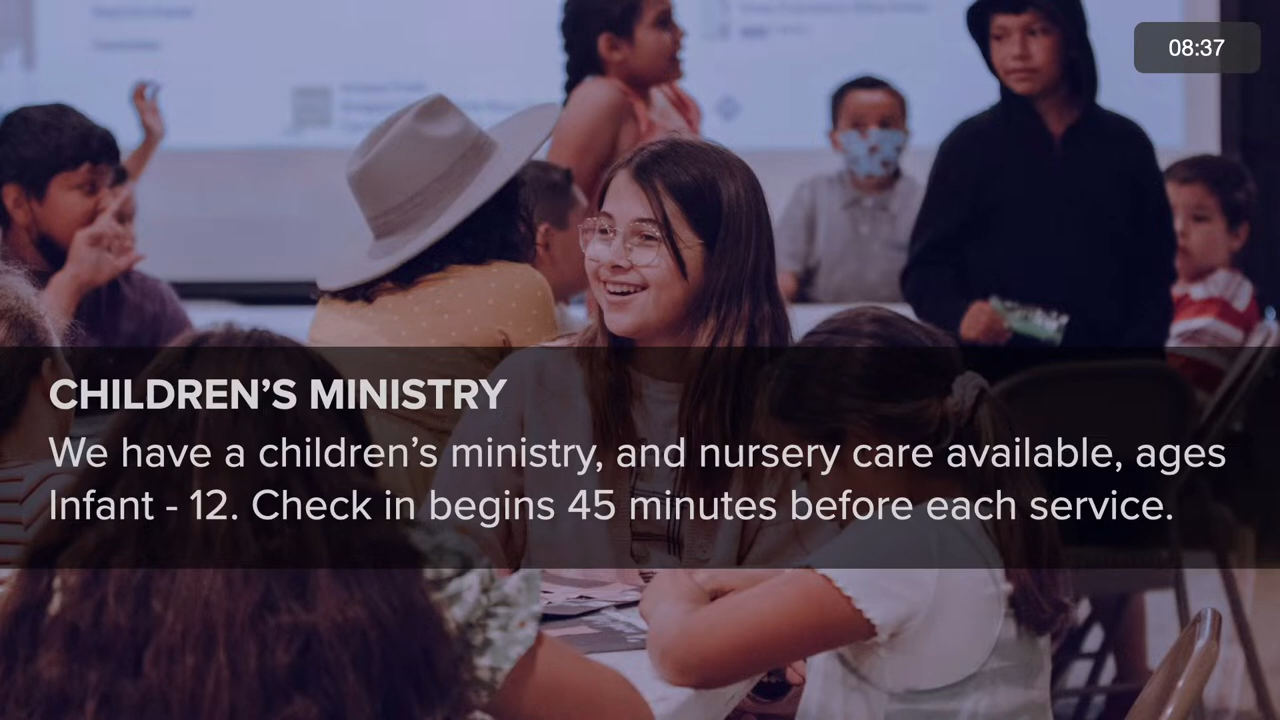 08:37
CHILDREN’S MINISTRY
We have a children’s ministry, and nursery care available, ages
Infant - 12. Check in begins 45 minutes before each service.